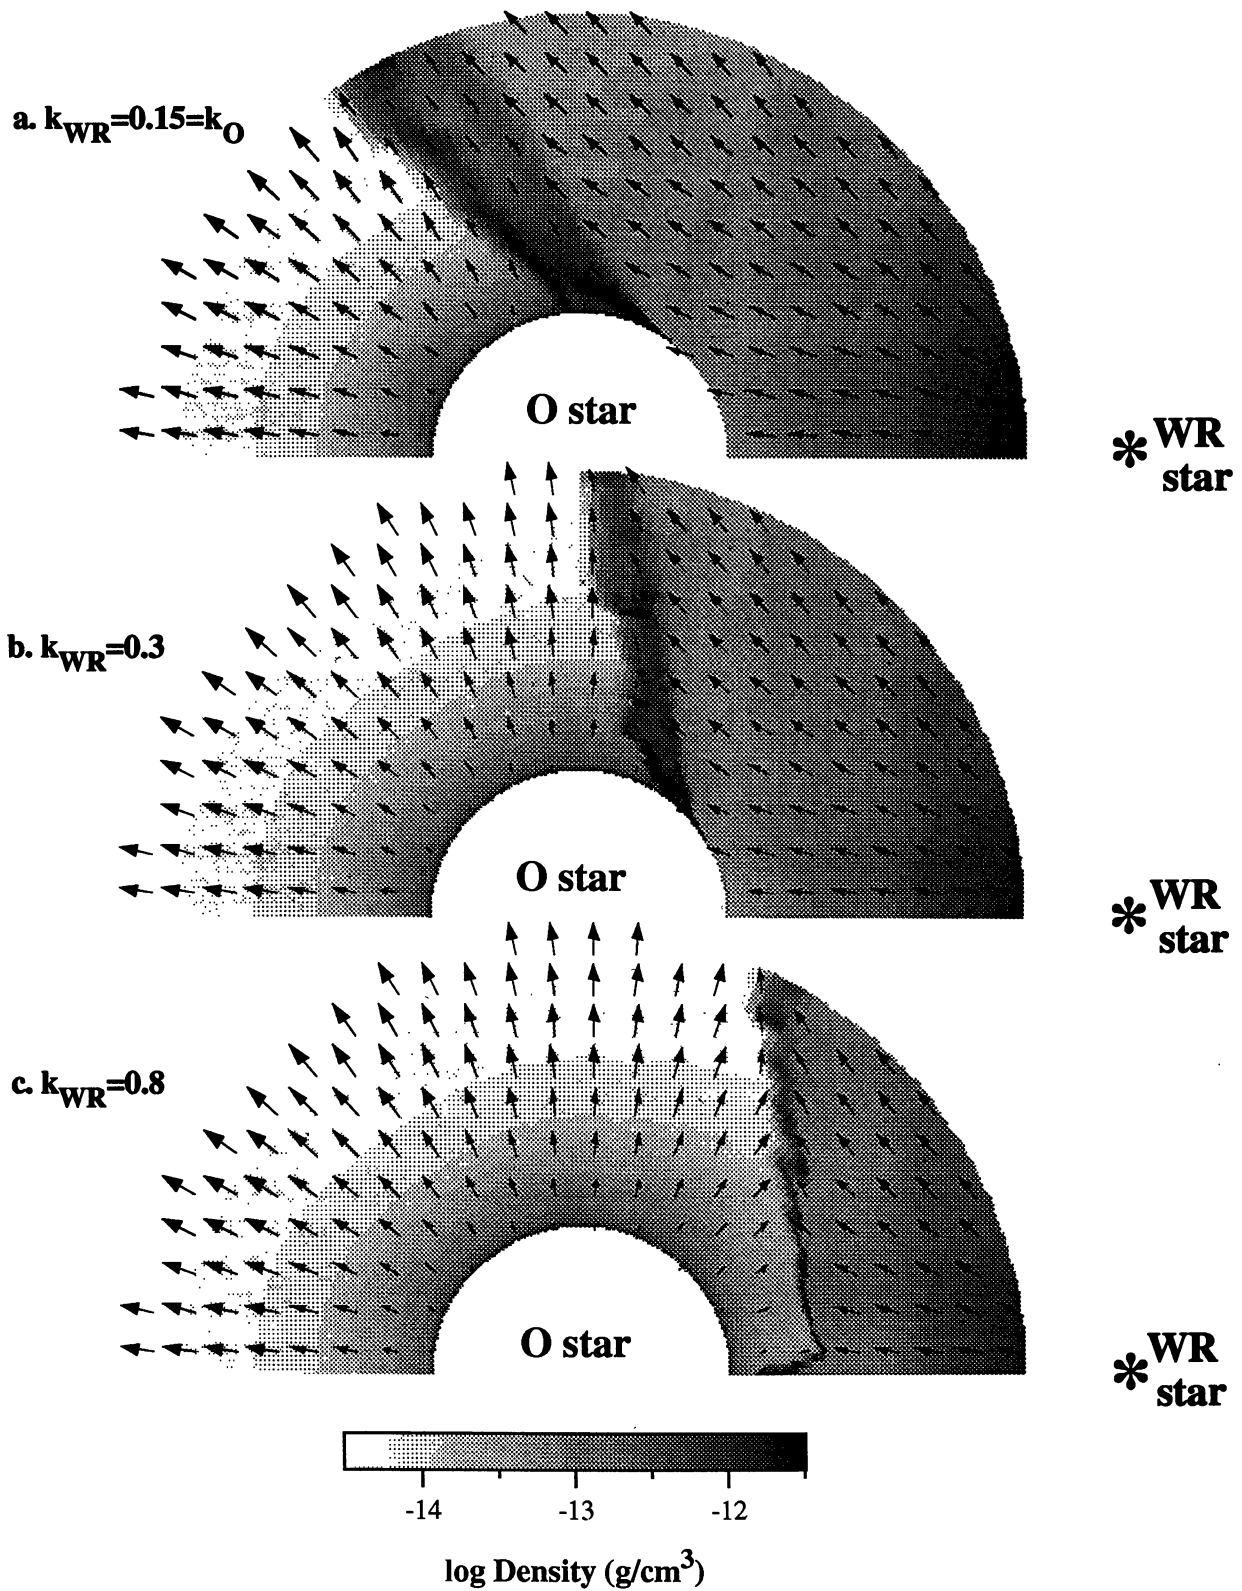 a. kWR=0.15=kO
O star
WR
star
b. kWR=0.3
O star
WR
star
c. kWR=0.8
O star
WR
star
-14 -13 -12
log Density (g/cm3)